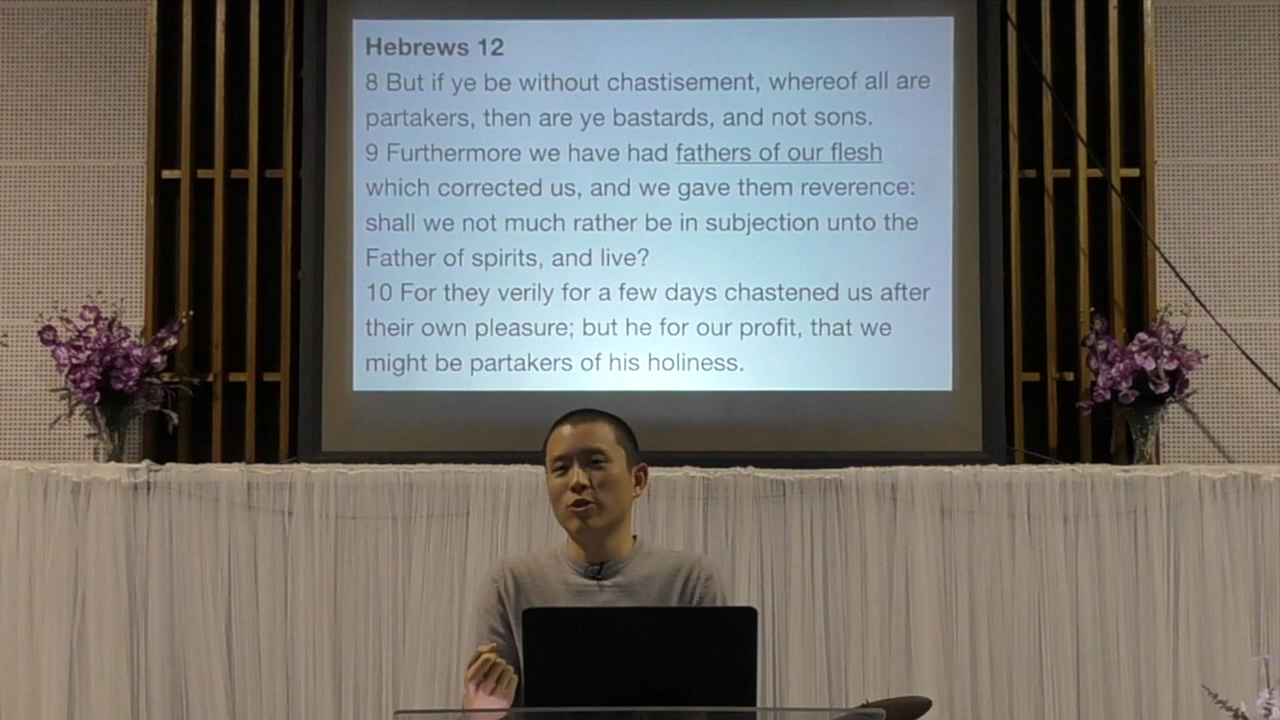 Hebrews 12
8 But if ye be without chastisement, whereof all are
partakers, then are ye bastards, and not sons.
9 Furthermore we have had fathers of our flesh
which corrected us, and we gave them reverence:
shall we not much rather be in subjection unto the
Father of spirits, and live?
10 For they verily for a few days chastened us after
their own pleasure; but he for our profit, that we
might be partakers of his holiness.